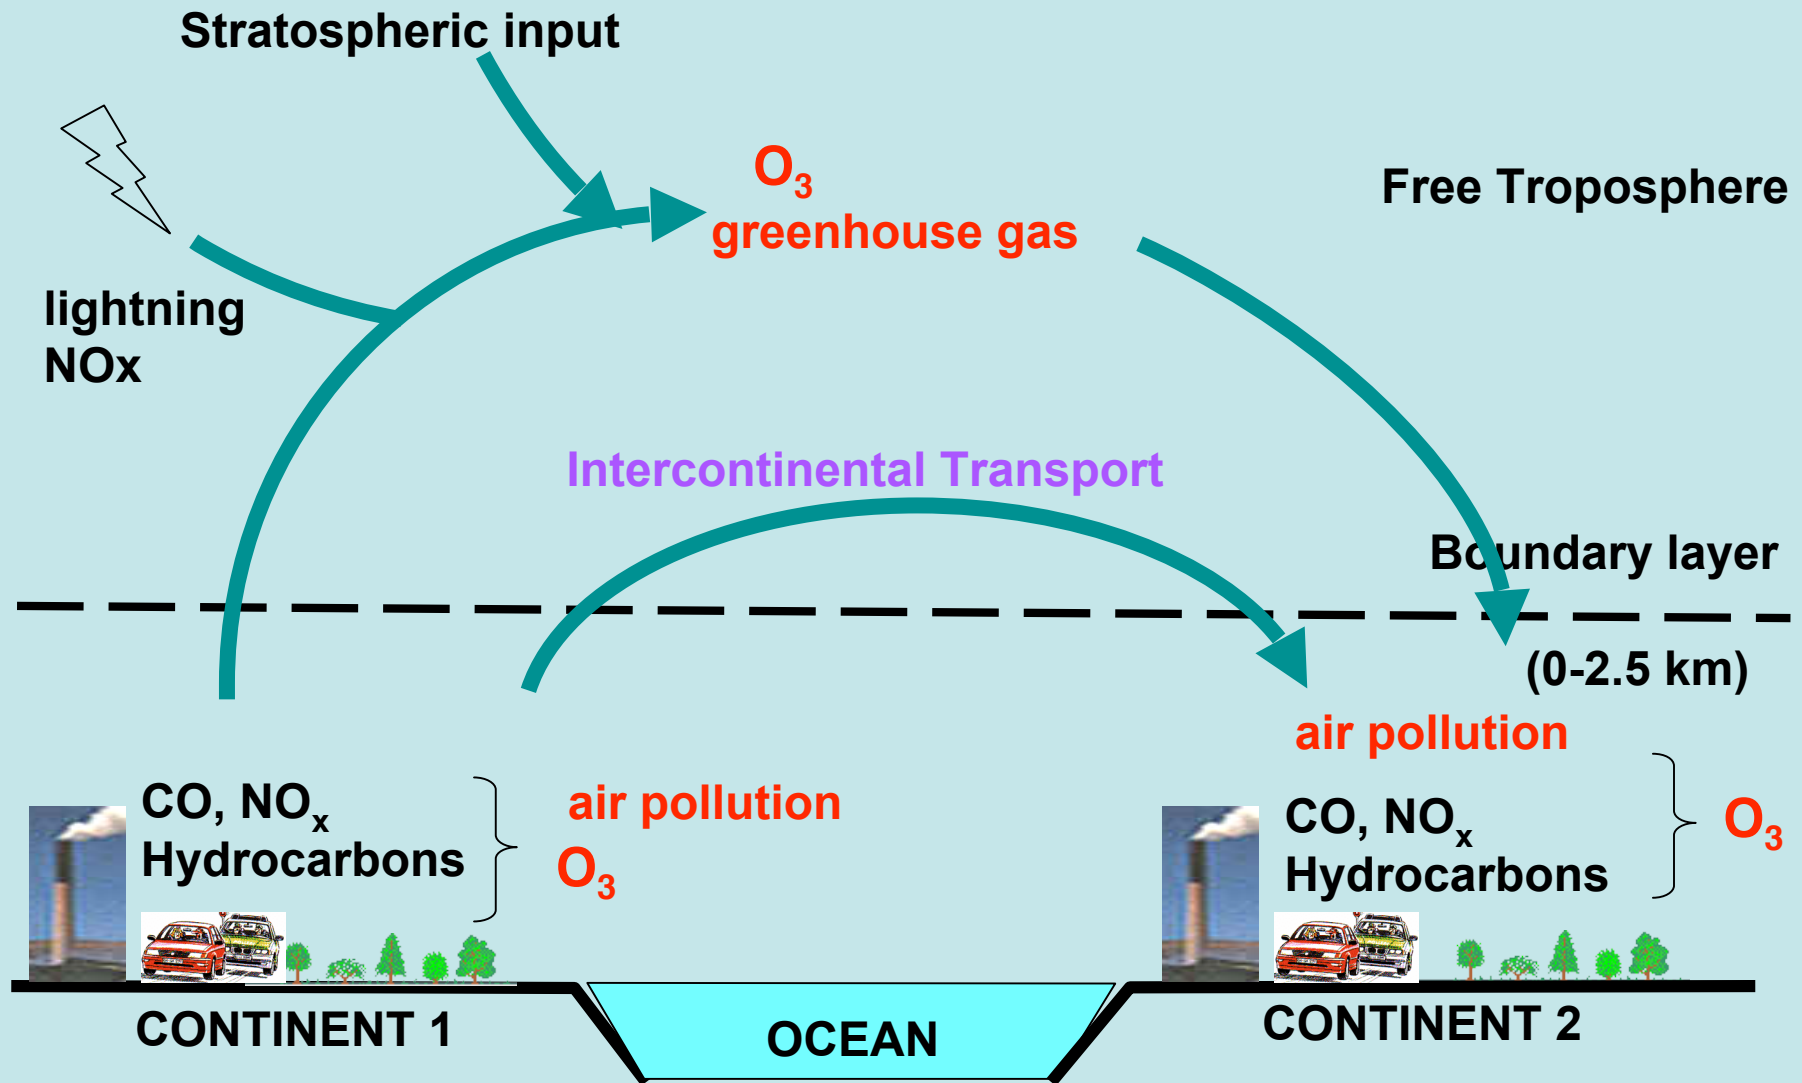 Stratospheric input
O₃
greenhouse gas
Free Troposphere
lightning
NOx
Intercontinental Transport
Boundary layer
(0-2.5 km)
air pollution
CO, NOₓ
Hydrocarbons
air pollution
O₃
CO, NOₓ
Hydrocarbons
O₃
CONTINENT 1
OCEAN
CONTINENT 2